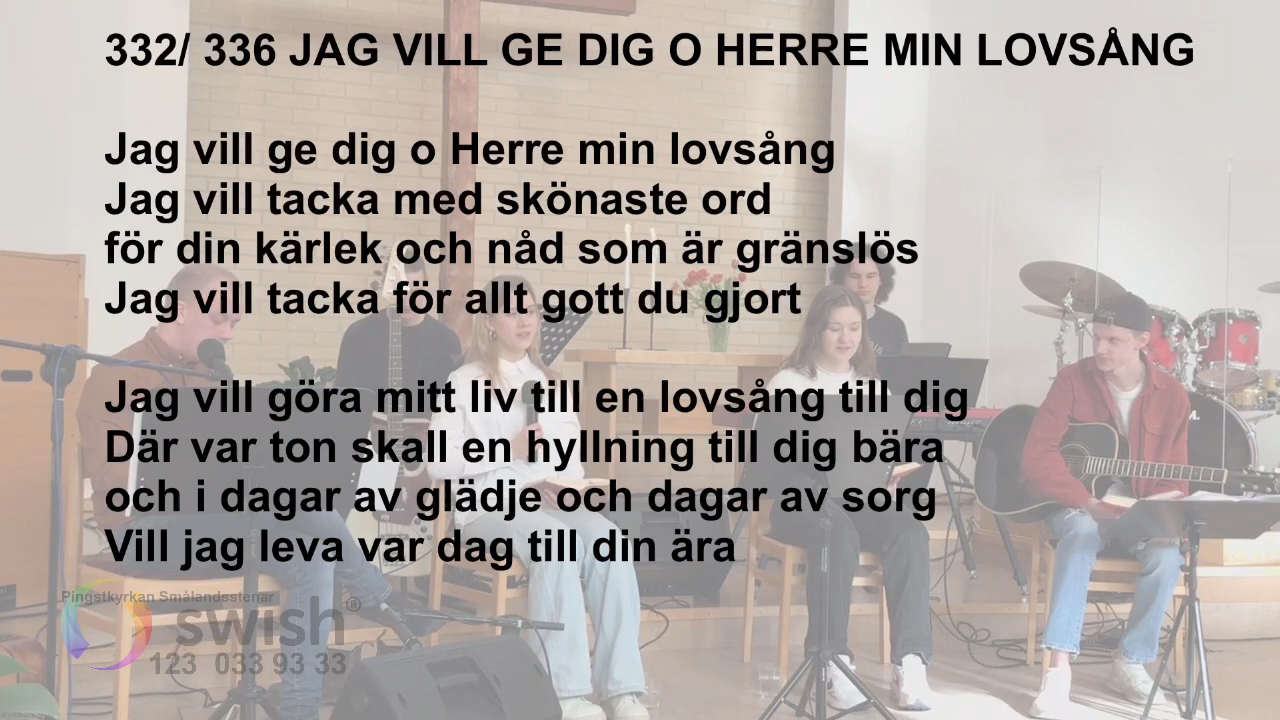 332/ 336 JAG VILL GE DIG O HERRE MIN LOVSÅNG
Jag vill ge dig o Herre min lovsång
Jag vill tacka med skönaste ord
för din kärlek och nåd som är gränslös
Jag vill tacka för allt gott du gjort
Jag vill göra mitt liv till en lovsång till dig
Där var ton skall en hyllning till dig bära
och i dagar av glädje och dagar av sorg
Vill jag leva var dag till din ära
Pingstkyrkan Smålandsstenar
swish®
123 033 93 33